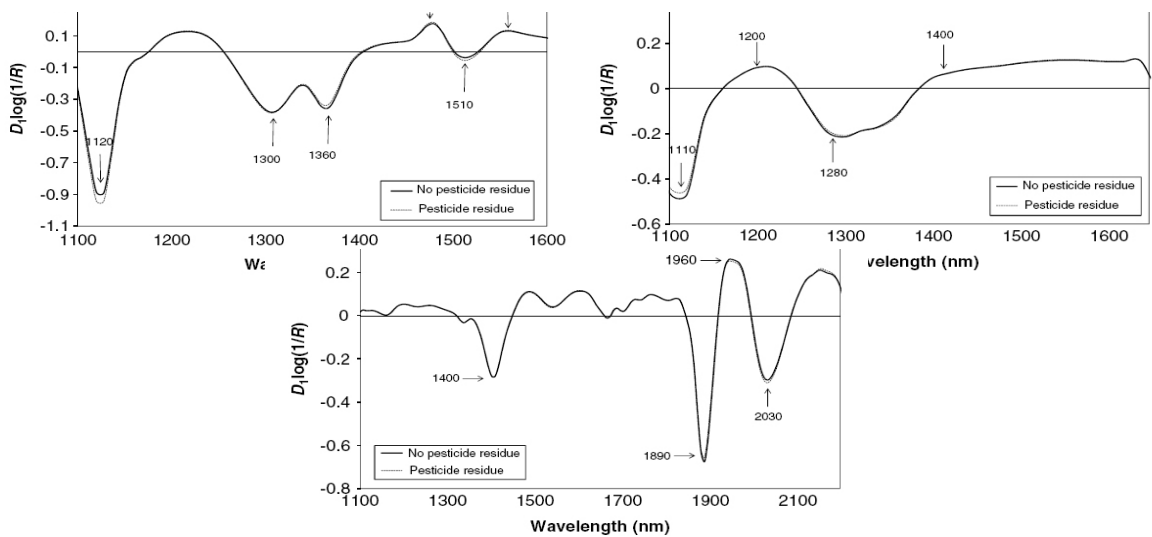 0.1
-0.1
-0.3
-0.5
-0.7
-0.9
-1.1
D₁log(1/R)
1120
1300
1360
1510
No pesticide residue
Pesticide residue
1100 1200 1300 1400 1500 1600
0.2
0
-0.2
-0.4
-0.6
D₁log(1/R)
1110
1200
1280
1400
No pesticide residue
Pesticide residue
1100 1200 1300 1400 1500 1600
velength (nm)
0.2
0
-0.2
-0.4
-0.6
-0.8
D₁log(1/R)
1400
1890
1960
2030
No pesticide residue
Pesticide residue
1100 1300 1500 1700 1900 2100
Wavelength (nm)